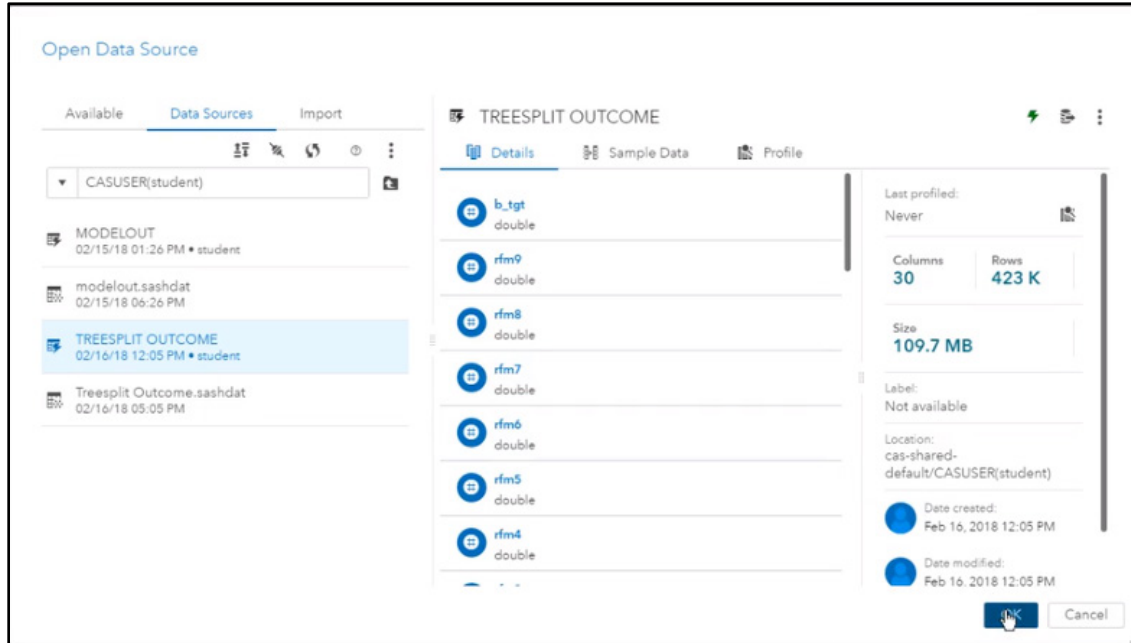 Open Data Source
Available Data Sources Import
CASUSER(student)
MODELOUT
02/15/18 01:26 PM • student
modelout.sashdat
02/15/18 06:26 PM
TREESPLIT OUTCOME
02/16/18 12:05 PM • student
Treesplit Outcome.sashdat
02/16/18 05:05 PM
TREESPLIT OUTCOME
Details Sample Data Profile
b_tgt
double
rfm9
double
rfm8
double
rfm7
double
rfm6
double
rfm5
double
rfm4
double
Last profiled:
Never
Columns Rows
30 423 K
Size
109.7 MB
Label:
Not available
Location:
cas-shared-
default/CASUSER(student)
Date created:
Feb 16, 2018 12:05 PM
Date modified:
Feb 16, 2018 12:05 PM
OK Cancel